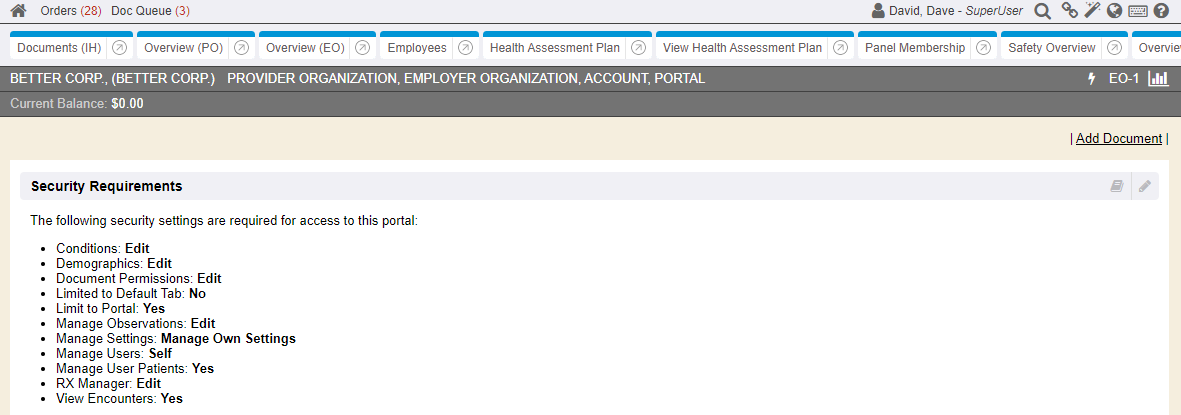 Orders (28) Doc Queue (3) David, Dave - SuperUser
Documents (IH) Overview (PO) Overview (EO) Employees Health Assessment Plan View Health Assessment Plan Panel Membership Safety Overview Overvie
BETTER CORP., (BETTER CORP.) PROVIDER ORGANIZATION, EMPLOYER ORGANIZATION, ACCOUNT, PORTAL EO-1
Current Balance: $0.00
| Add Document |
Security Requirements
The following security settings are required for access to this portal:
• Conditions: Edit
• Demographics: Edit
• Document Permissions: Edit
• Limited to Default Tab: No
• Limit to Portal: Yes
• Manage Observations: Edit
• Manage Settings: Manage Own Settings
• Manage Users: Self
• Manage User Patients: Yes
• RX Manager: Edit
• View Encounters: Yes